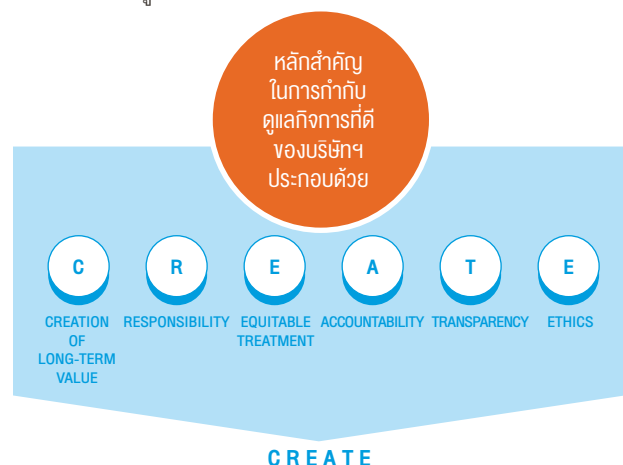 หลักสำคัญ
ในการกำกับ
ดูแลกิจการที่ดี
ของบริษัทฯ
ประกอบด้วย
C R E A T E
CREATION
OF
LONG-TERM
VALUE
RESPONSIBILITY
EQUITABLE
TREATMENT
ACCOUNTABILITY
TRANSPARENCY
ETHICS
CREATE